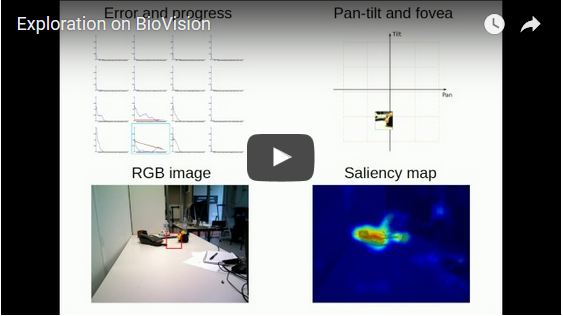 Exploration on BioVision
Error and progress
Pan-tilt and fovea
Tilt
Pan
RGB image
Saliency map